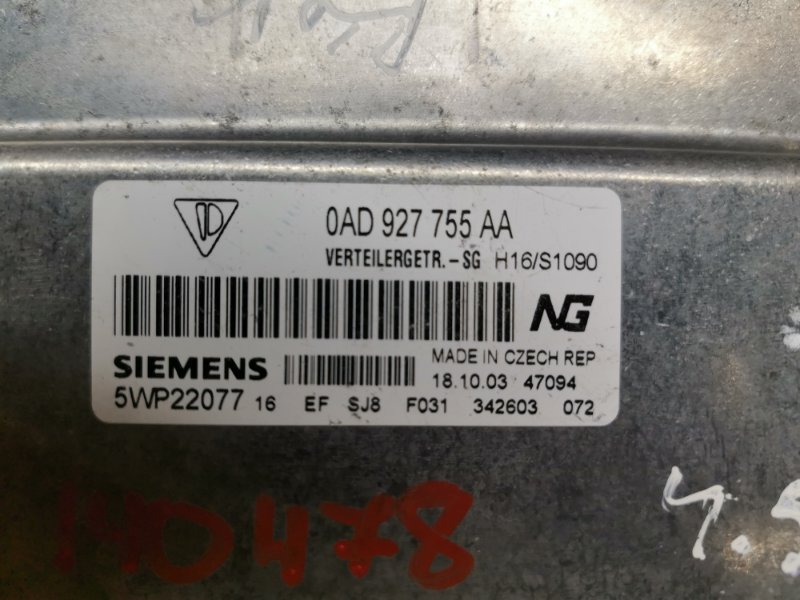 0AD 927 755 AA
VERTEILERGETR.-SG H16/S1090
NG
SIEMENS
MADE IN CZECH REP
18.10.03 47094
5WP22077 16 EF SJ8 F031 342603 072
140478